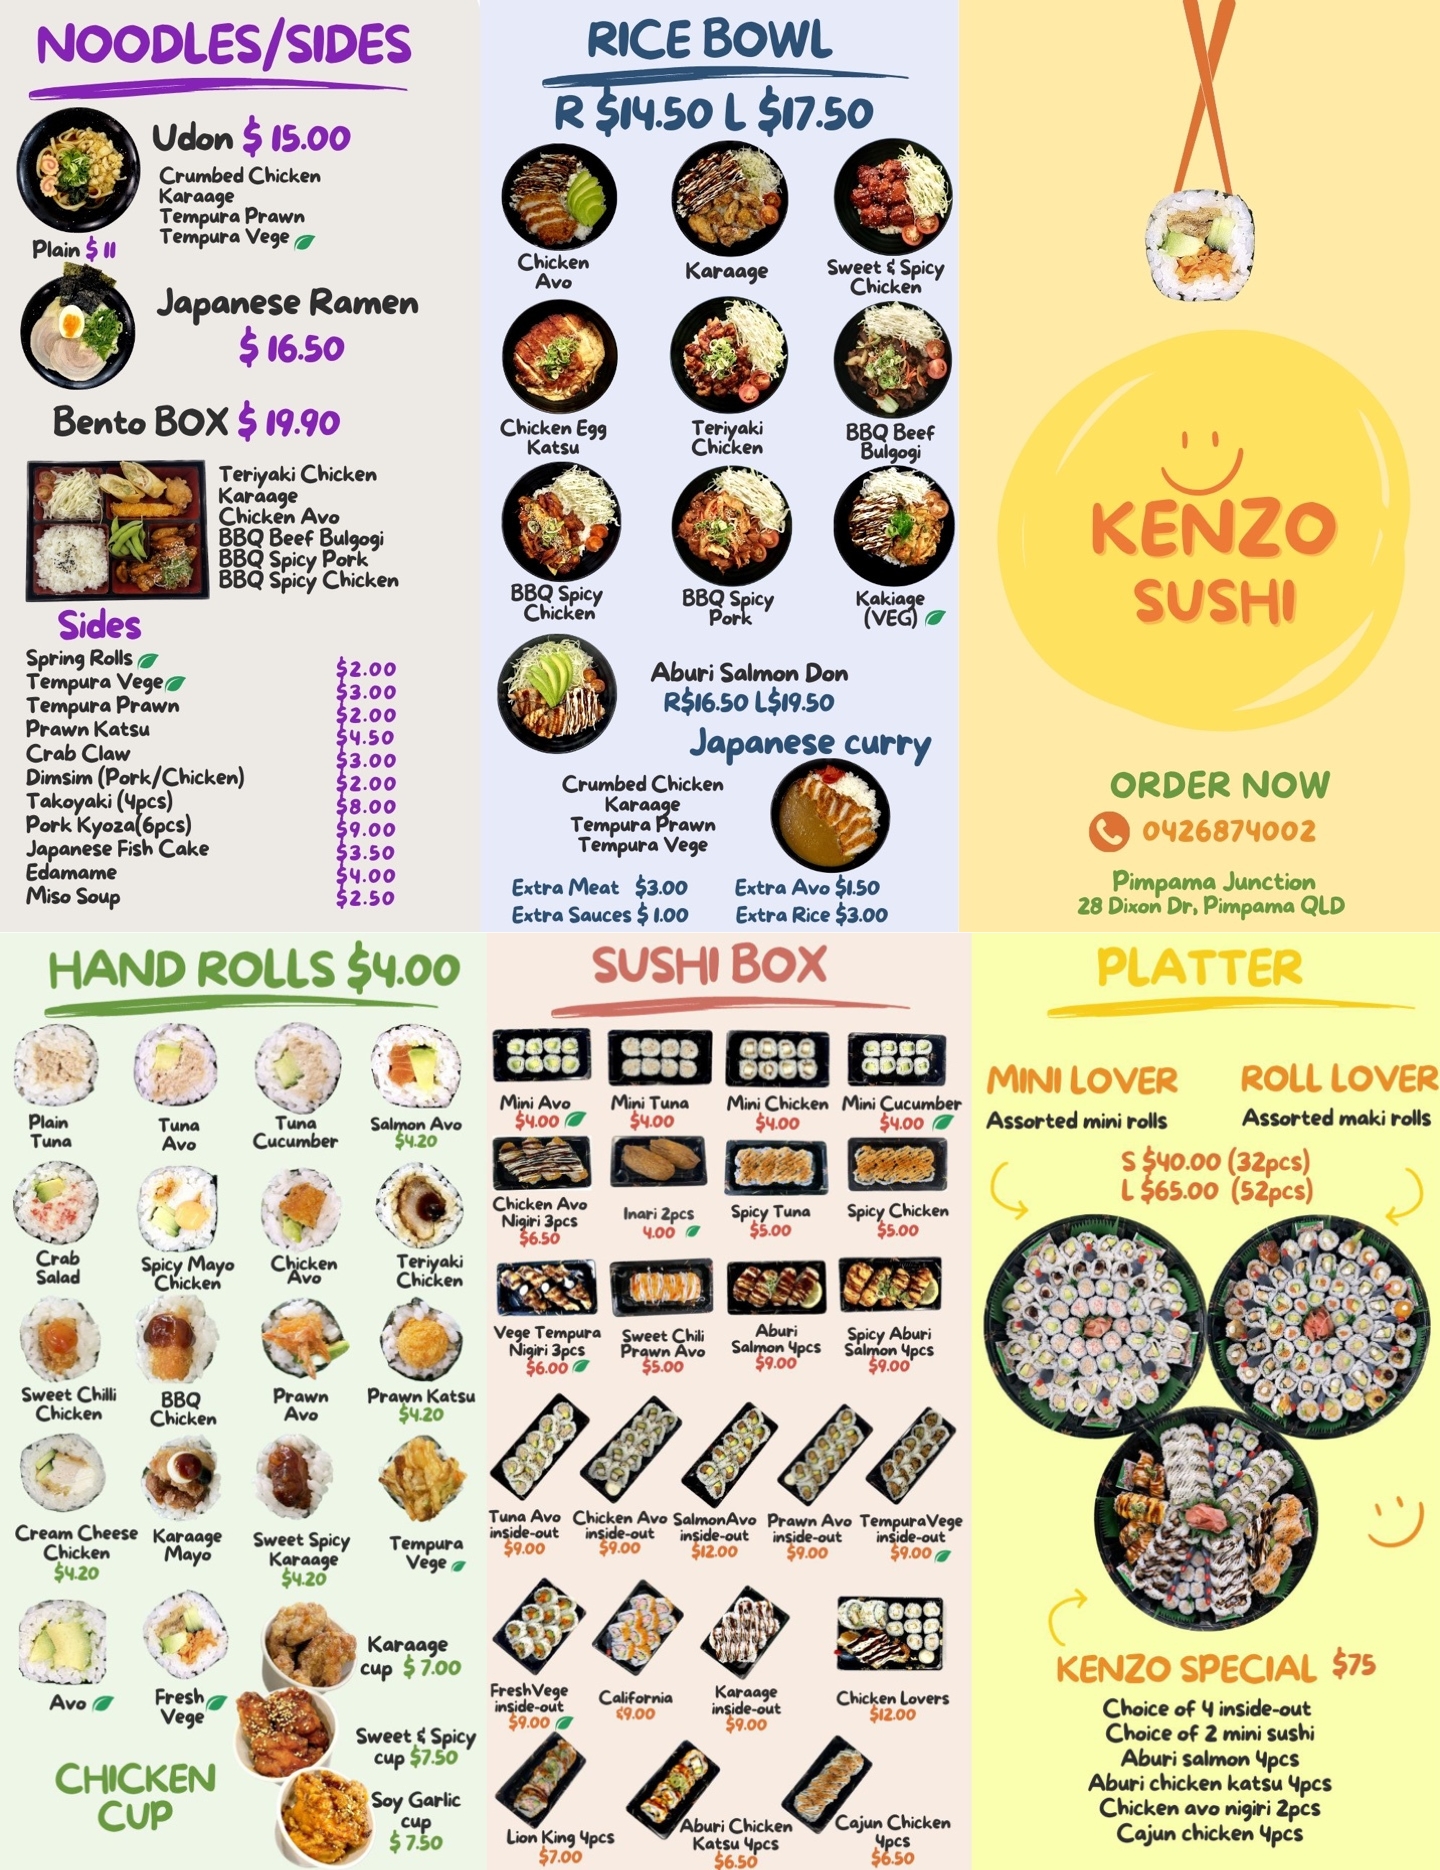 NOODLES/SIDES
Udon $ 15.00
Crumbed Chicken
Karaage
Tempura Prawn
Tempura Vege
Plain $ 11
Japanese Ramen
$ 16.50
Bento BOX $ 19.90
Teriyaki Chicken
Karaage
Chicken Avo
BBQ Beef Bulgogi
BBQ Spicy Pork
BBQ Spicy Chicken
Sides
Spring Rolls $2.00
Tempura Vege $3.00
Tempura Prawn $2.00
Prawn Katsu $4.50
Crab Claw $3.00
Dimsim (Pork/Chicken) $2.00
Takoyaki (4pcs) $8.00
Pork Kyoza(6pcs) $9.00
Japanese Fish Cake $3.50
Edamame $4.00
Miso Soup $2.50
RICE BOWL
R $14.50 L $17.50
Chicken
Avo
Karaage
Sweet & Spicy
Chicken
Chicken Egg
Katsu
Teriyaki
Chicken
BBQ Beef
Bulgogi
BBQ Spicy
Chicken
BBQ Spicy
Pork
Kakiage
(VEG)
Aburi Salmon Don
R$16.50 L$19.50
Japanese curry
Crumbed Chicken
Karaage
Tempura Prawn
Tempura Vege
Extra Meat $3.00
Extra Avo $1.50
Extra Sauces $ 1.00
Extra Rice $3.00
KENZO
SUSHI
ORDER NOW
0426874002
Pimpama Junction
28 Dixon Dr, Pimpama QLD
HAND ROLLS $4.00
Plain
Tuna
Tuna
Avo
Tuna
Cucumber
Salmon Avo
$4.20
Crab
Salad
Spicy Mayo
Chicken
Chicken
Avo
Teriyaki
Chicken
Sweet Chilli
Chicken
BBQ
Chicken
Prawn
Avo
Prawn Katsu
$4.20
Cream Cheese
Chicken
$4.20
Karaage
Mayo
Sweet Spicy
Karaage
$4.20
Tempura
Vege
Avo
Fresh
Vege
Karaage
cup $ 7.00
Sweet & Spicy
cup $7.50
Soy Garlic
cup
$ 7.50
CHICKEN
CUP
SUSHI BOX
Mini Avo
$4.00
Mini Tuna
$4.00
Mini Chicken
$4.00
Mini Cucumber
$4.00
Chicken Avo
Nigiri 3pcs
$6.50
Inari 2pcs
4.00
Spicy Tuna
$5.00
Spicy Chicken
$5.00
Vege Tempura
Nigiri 3pcs
$6.00
Sweet Chili
Prawn Avo
$5.00
Aburi
Salmon 4pcs
$9.00
Spicy Aburi
Salmon 4pcs
$9.00
Tuna Avo
inside-out
$9.00
Chicken Avo
inside-out
$9.00
SalmonAvo
inside-out
$12.00
Prawn Avo
inside-out
$9.00
TempuraVege
inside-out
$9.00
FreshVege
inside-out
$9.00
California
$9.00
Karaage
inside-out
$9.00
Chicken Lovers
$12.00
Lion King 4pcs
$7.00
Aburi Chicken
Katsu 4pcs
$6.50
Cajun Chicken
4pcs
$6.50
PLATTER
MINI LOVER
Assorted mini rolls
ROLL LOVER
Assorted maki rolls
S $40.00 (32pcs)
L $65.00 (52pcs)
KENZO SPECIAL $75
Choice of 4 inside-out
Choice of 2 mini sushi
Aburi salmon 4pcs
Aburi chicken katsu 4pcs
Chicken avo nigiri 2pcs
Cajun chicken 4pcs